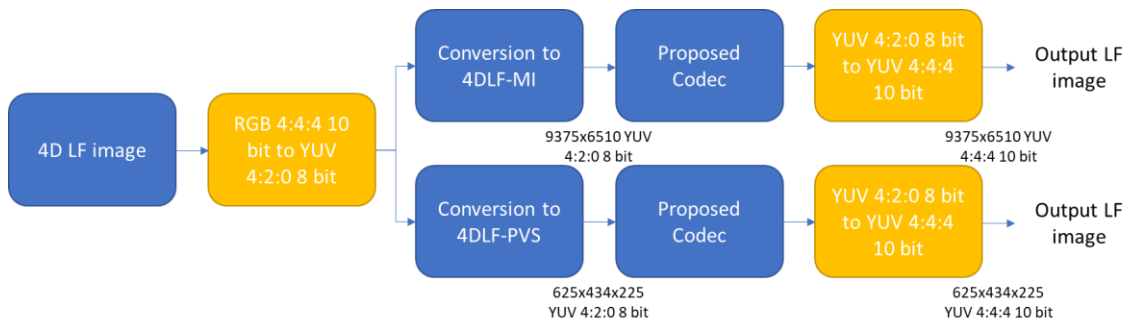 4D LF image
RGB 4:4:4 10
bit to YUV
4:2:0 8 bit
Conversion to
4DLF-MI
Proposed
Codec
YUV 4:2:0 8 bit
to YUV 4:4:4
10 bit
Output LF
image
9375x6510 YUV
4:2:0 8 bit
9375x6510 YUV
4:4:4 10 bit
Conversion to
4DLF-PVS
Proposed
Codec
YUV 4:2:0 8 bit
to YUV 4:4:4
10 bit
Output LF
image
625x434x225
YUV 4:2:0 8 bit
625x434x225
YUV 4:4:4 10 bit